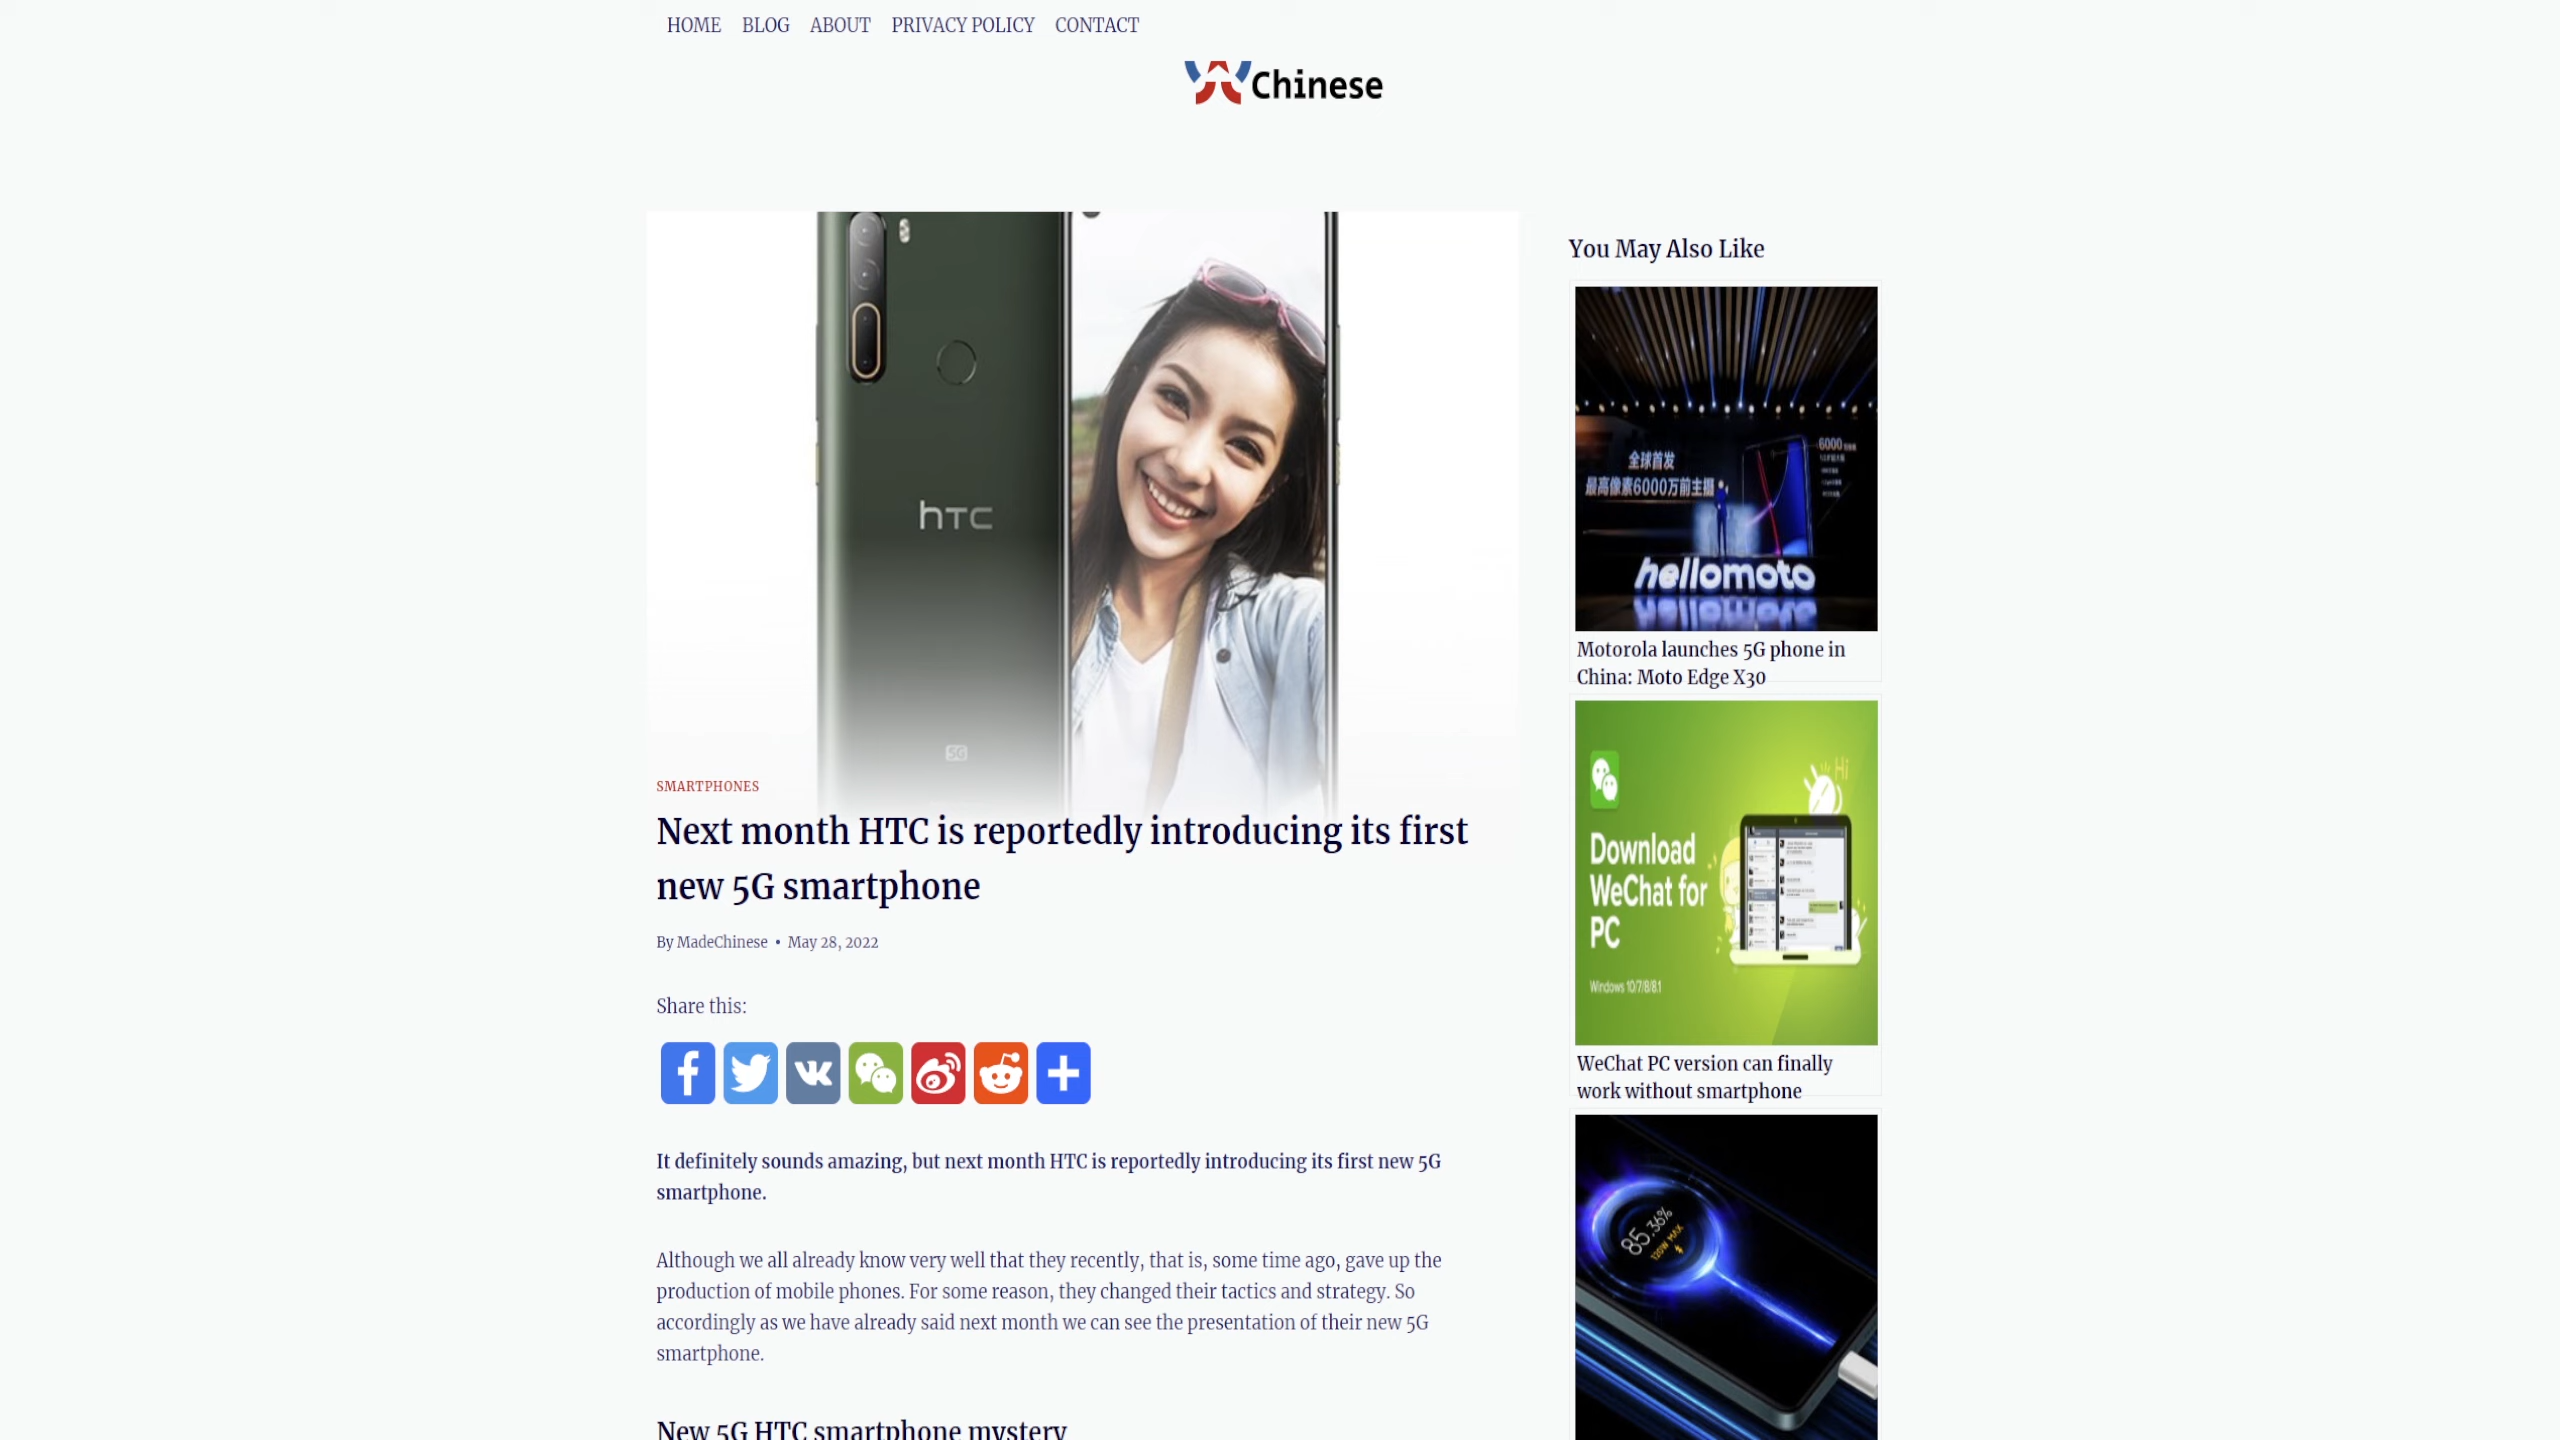 HOME BLOG ABOUT PRIVACY POLICY CONTACT
Chinese
hTC
5G
SMARTPHONES
Next month HTC is reportedly introducing its first
new 5G smartphone
By MadeChinese • May 28, 2022
Share this:
It definitely sounds amazing, but next month HTC is reportedly introducing its first new 5G
smartphone.
Although we all already know very well that they recently, that is, some time ago, gave up the
production of mobile phones. For some reason, they changed their tactics and strategy. So
accordingly as we have already said next month we can see the presentation of their new 5G
smartphone.
New 5G HTC smartphone mystery
You May Also Like
全球首发
最高像素6000万前主摄
6000
hellomoto
Motorola launches 5G phone in
China: Moto Edge X30
Hi
Download
WeChat for
PC
Windows 10/7/8/8.1
WeChat PC version can finally
work without smartphone
85.36%
120W MAX